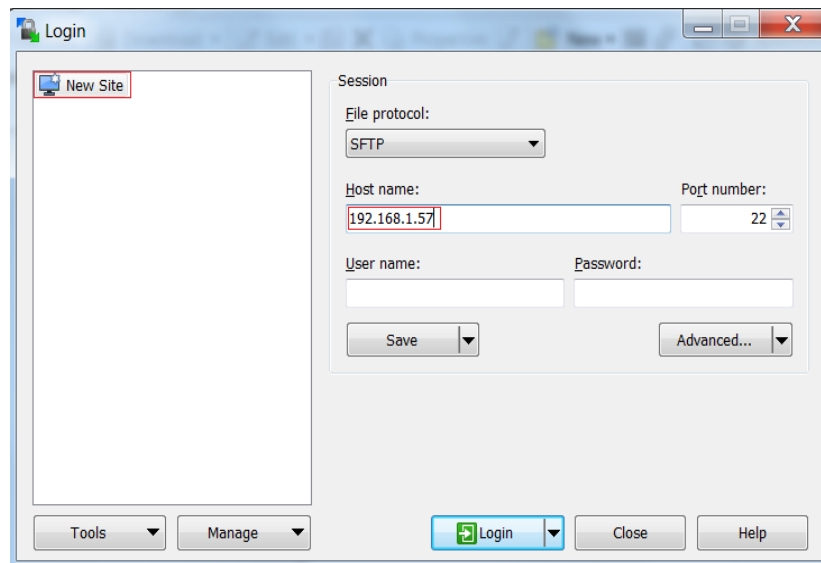 Login
New Site
Session
File protocol:
SFTP
Host name:
Port number:
192.168.1.57
22
User name:
Password:
Save
Advanced...
Tools
Manage
Login
Close
Help